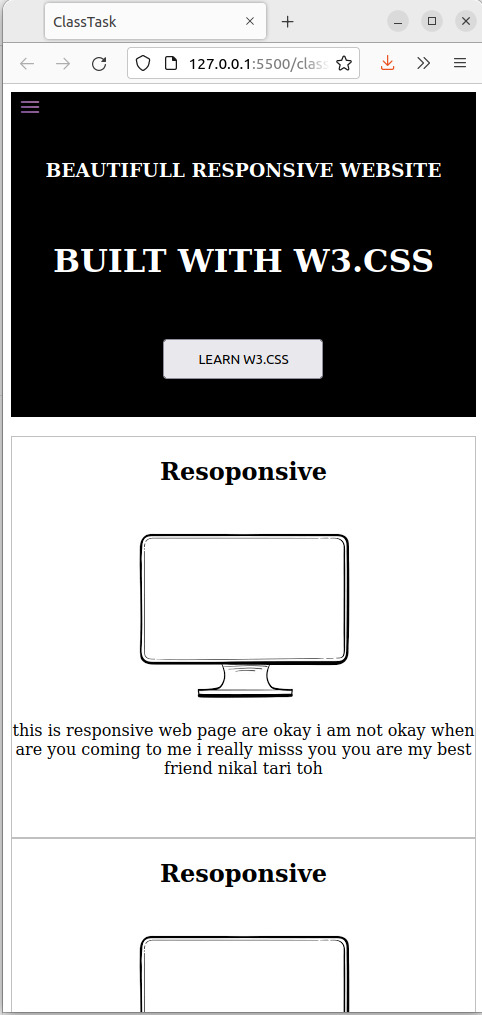 ClassTask
127.0.0.1:5500/clas
BEAUTIFULL RESPONSIVE WEBSITE
BUILT WITH W3.CSS
LEARN W3.CSS
Resoponsive
this is responsive web page are okay i am not okay when
are you coming to me i really misss you you are my best
friend nikal tari toh
Resoponsive